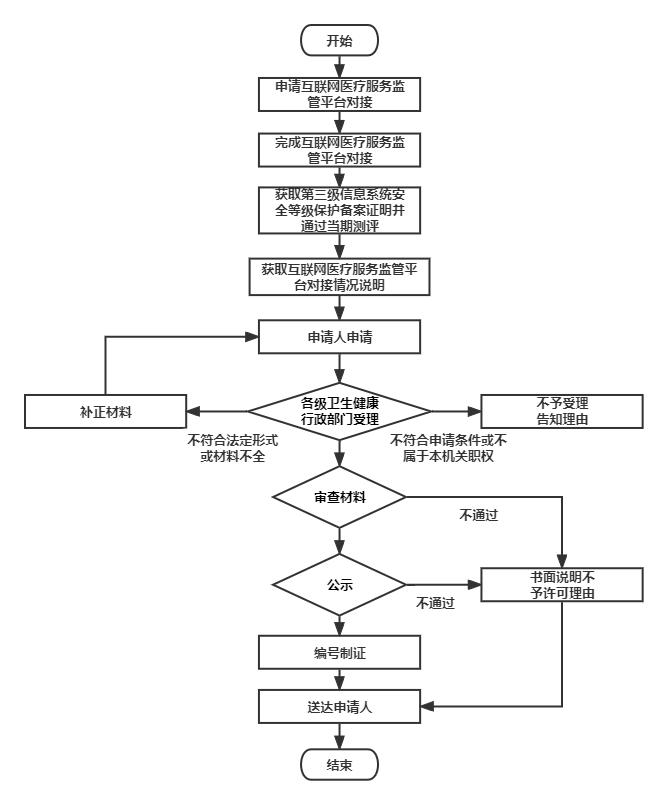 开始
申请互联网医疗服务监
管平台对接
完成互联网医疗服务监
管平台对接
获取第三级信息系统安
全等级保护备案证明并
通过当期测评
获取互联网医疗服务监管平
台对接情况说明
申请人申请
各级卫生健康
行政部门受理
补正材料
不予受理
告知理由
不符合法定形式
或材料不全
不符合申请条件或不
属于本机关职权
审查材料
不通过
公示
不通过
书面说明不
予许可理由
编号制证
送达申请人
结束